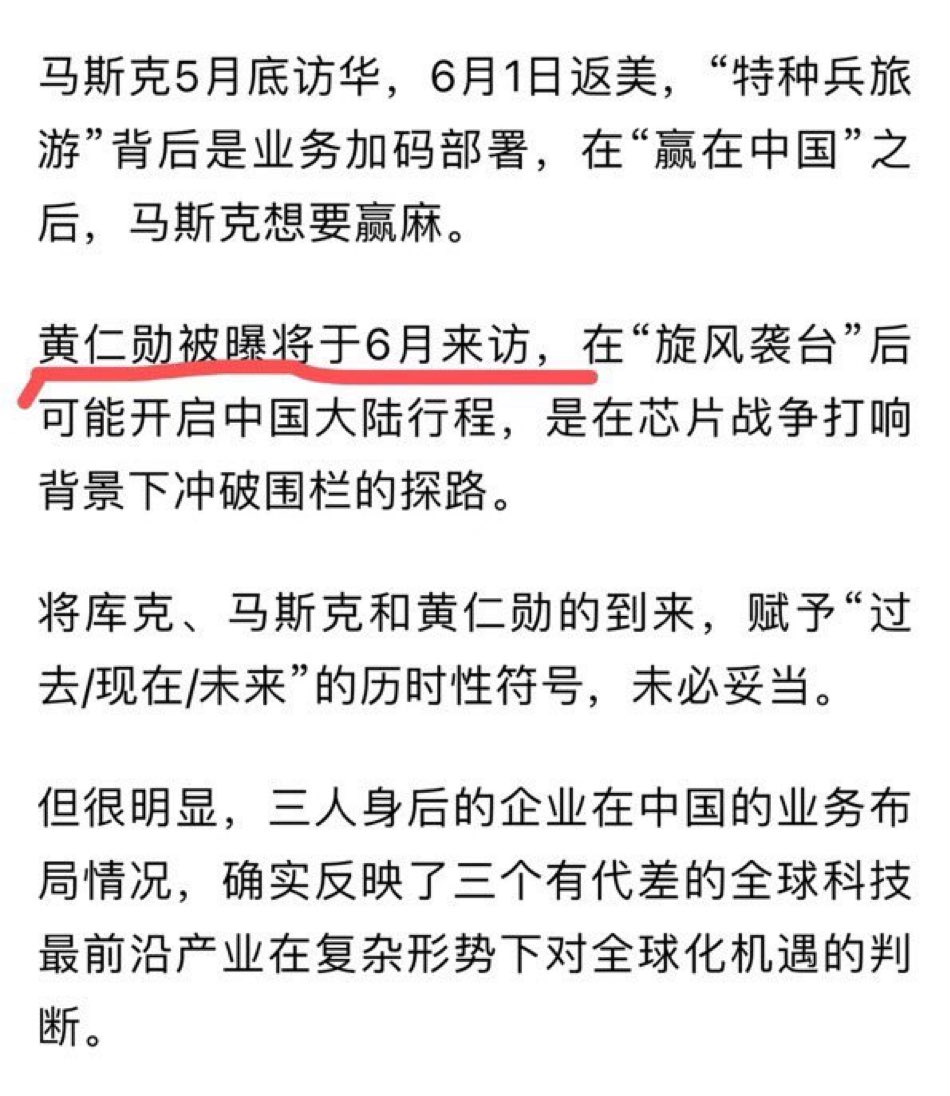 马斯克5月底访华，6月1日返美，“特种兵旅
游”背后是业务加码部署，在“赢在中国”之
后，马斯克想要赢麻。
黄仁勋被曝将于6月来访，在“旋风袭台”后
可能开启中国大陆行程，是在芯片战争打响
背景下冲破围栏的探路。
将库克、马斯克和黄仁勋的到来，赋予“过
去/现在/未来”的历时性符号，未必妥当。
但很明显，三人身后的企业在中国的业务布
局情况，确实反映了三个有代差的全球科技
最前沿产业在复杂形势下对全球化机遇的判
断。